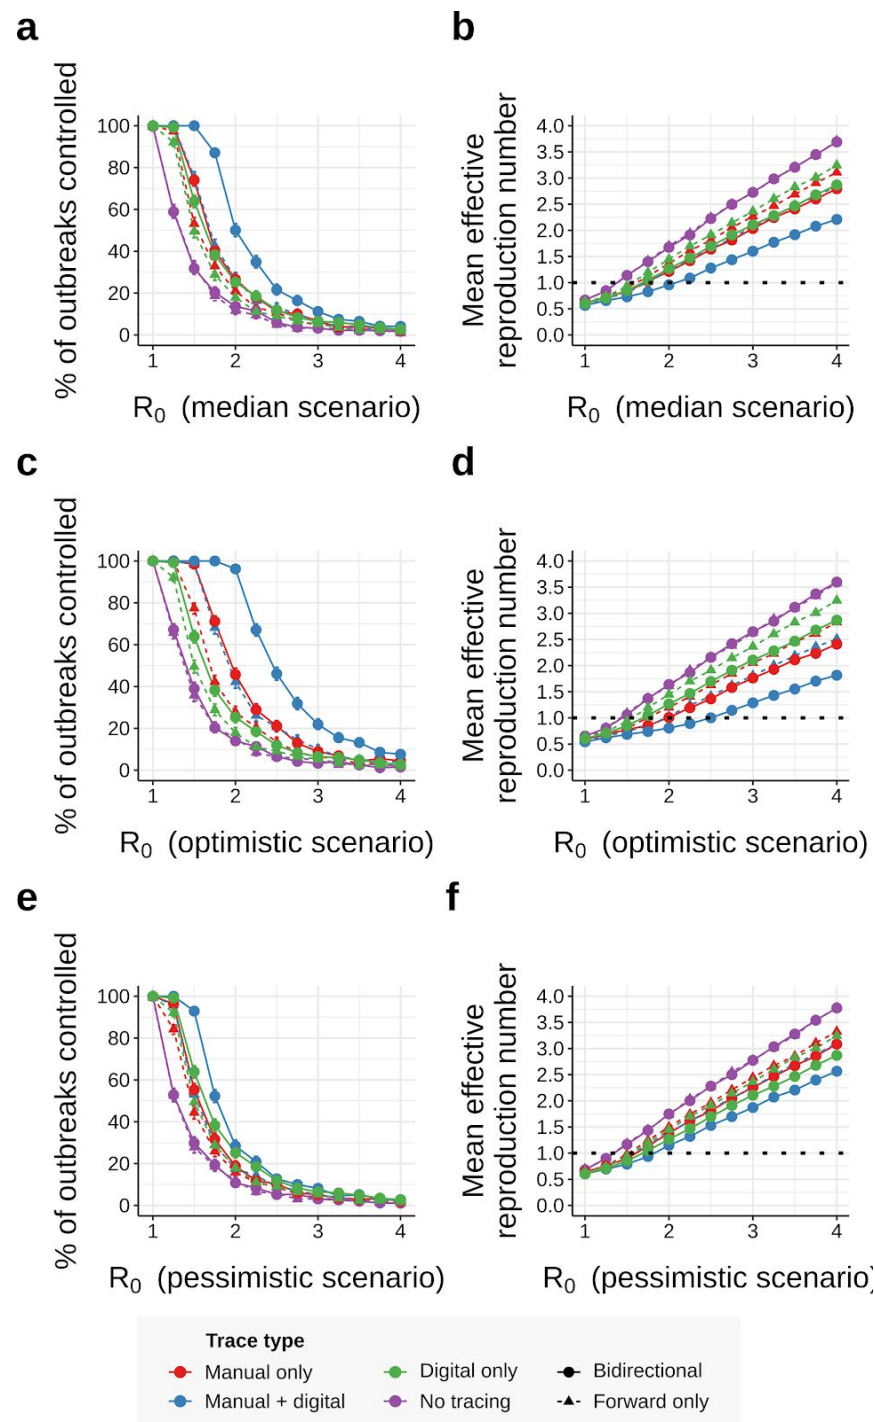 a
% of outbreaks controlled
100
80
60
40
20
0
1 2 3 4
R₀ (median scenario)
b
Mean effective
reproduction number
4.0
3.5
3.0
2.5
2.0
1.5
1.0
0.5
0.0
1 2 3 4
R₀ (median scenario)
c
% of outbreaks controlled
100
80
60
40
20
0
1 2 3 4
R₀ (optimistic scenario)
d
Mean effective
reproduction number
4.0
3.5
3.0
2.5
2.0
1.5
1.0
0.5
0.0
1 2 3 4
R₀ (optimistic scenario)
e
% of outbreaks controlled
100
80
60
40
20
0
1 2 3 4
R₀ (pessimistic scenario)
f
Mean effective
reproduction number
4.0
3.5
3.0
2.5
2.0
1.5
1.0
0.5
0.0
1 2 3 4
R₀ (pessimistic scenario)
Trace type
Manual only Digital only Bidirectional
Manual + digital No tracing Forward only